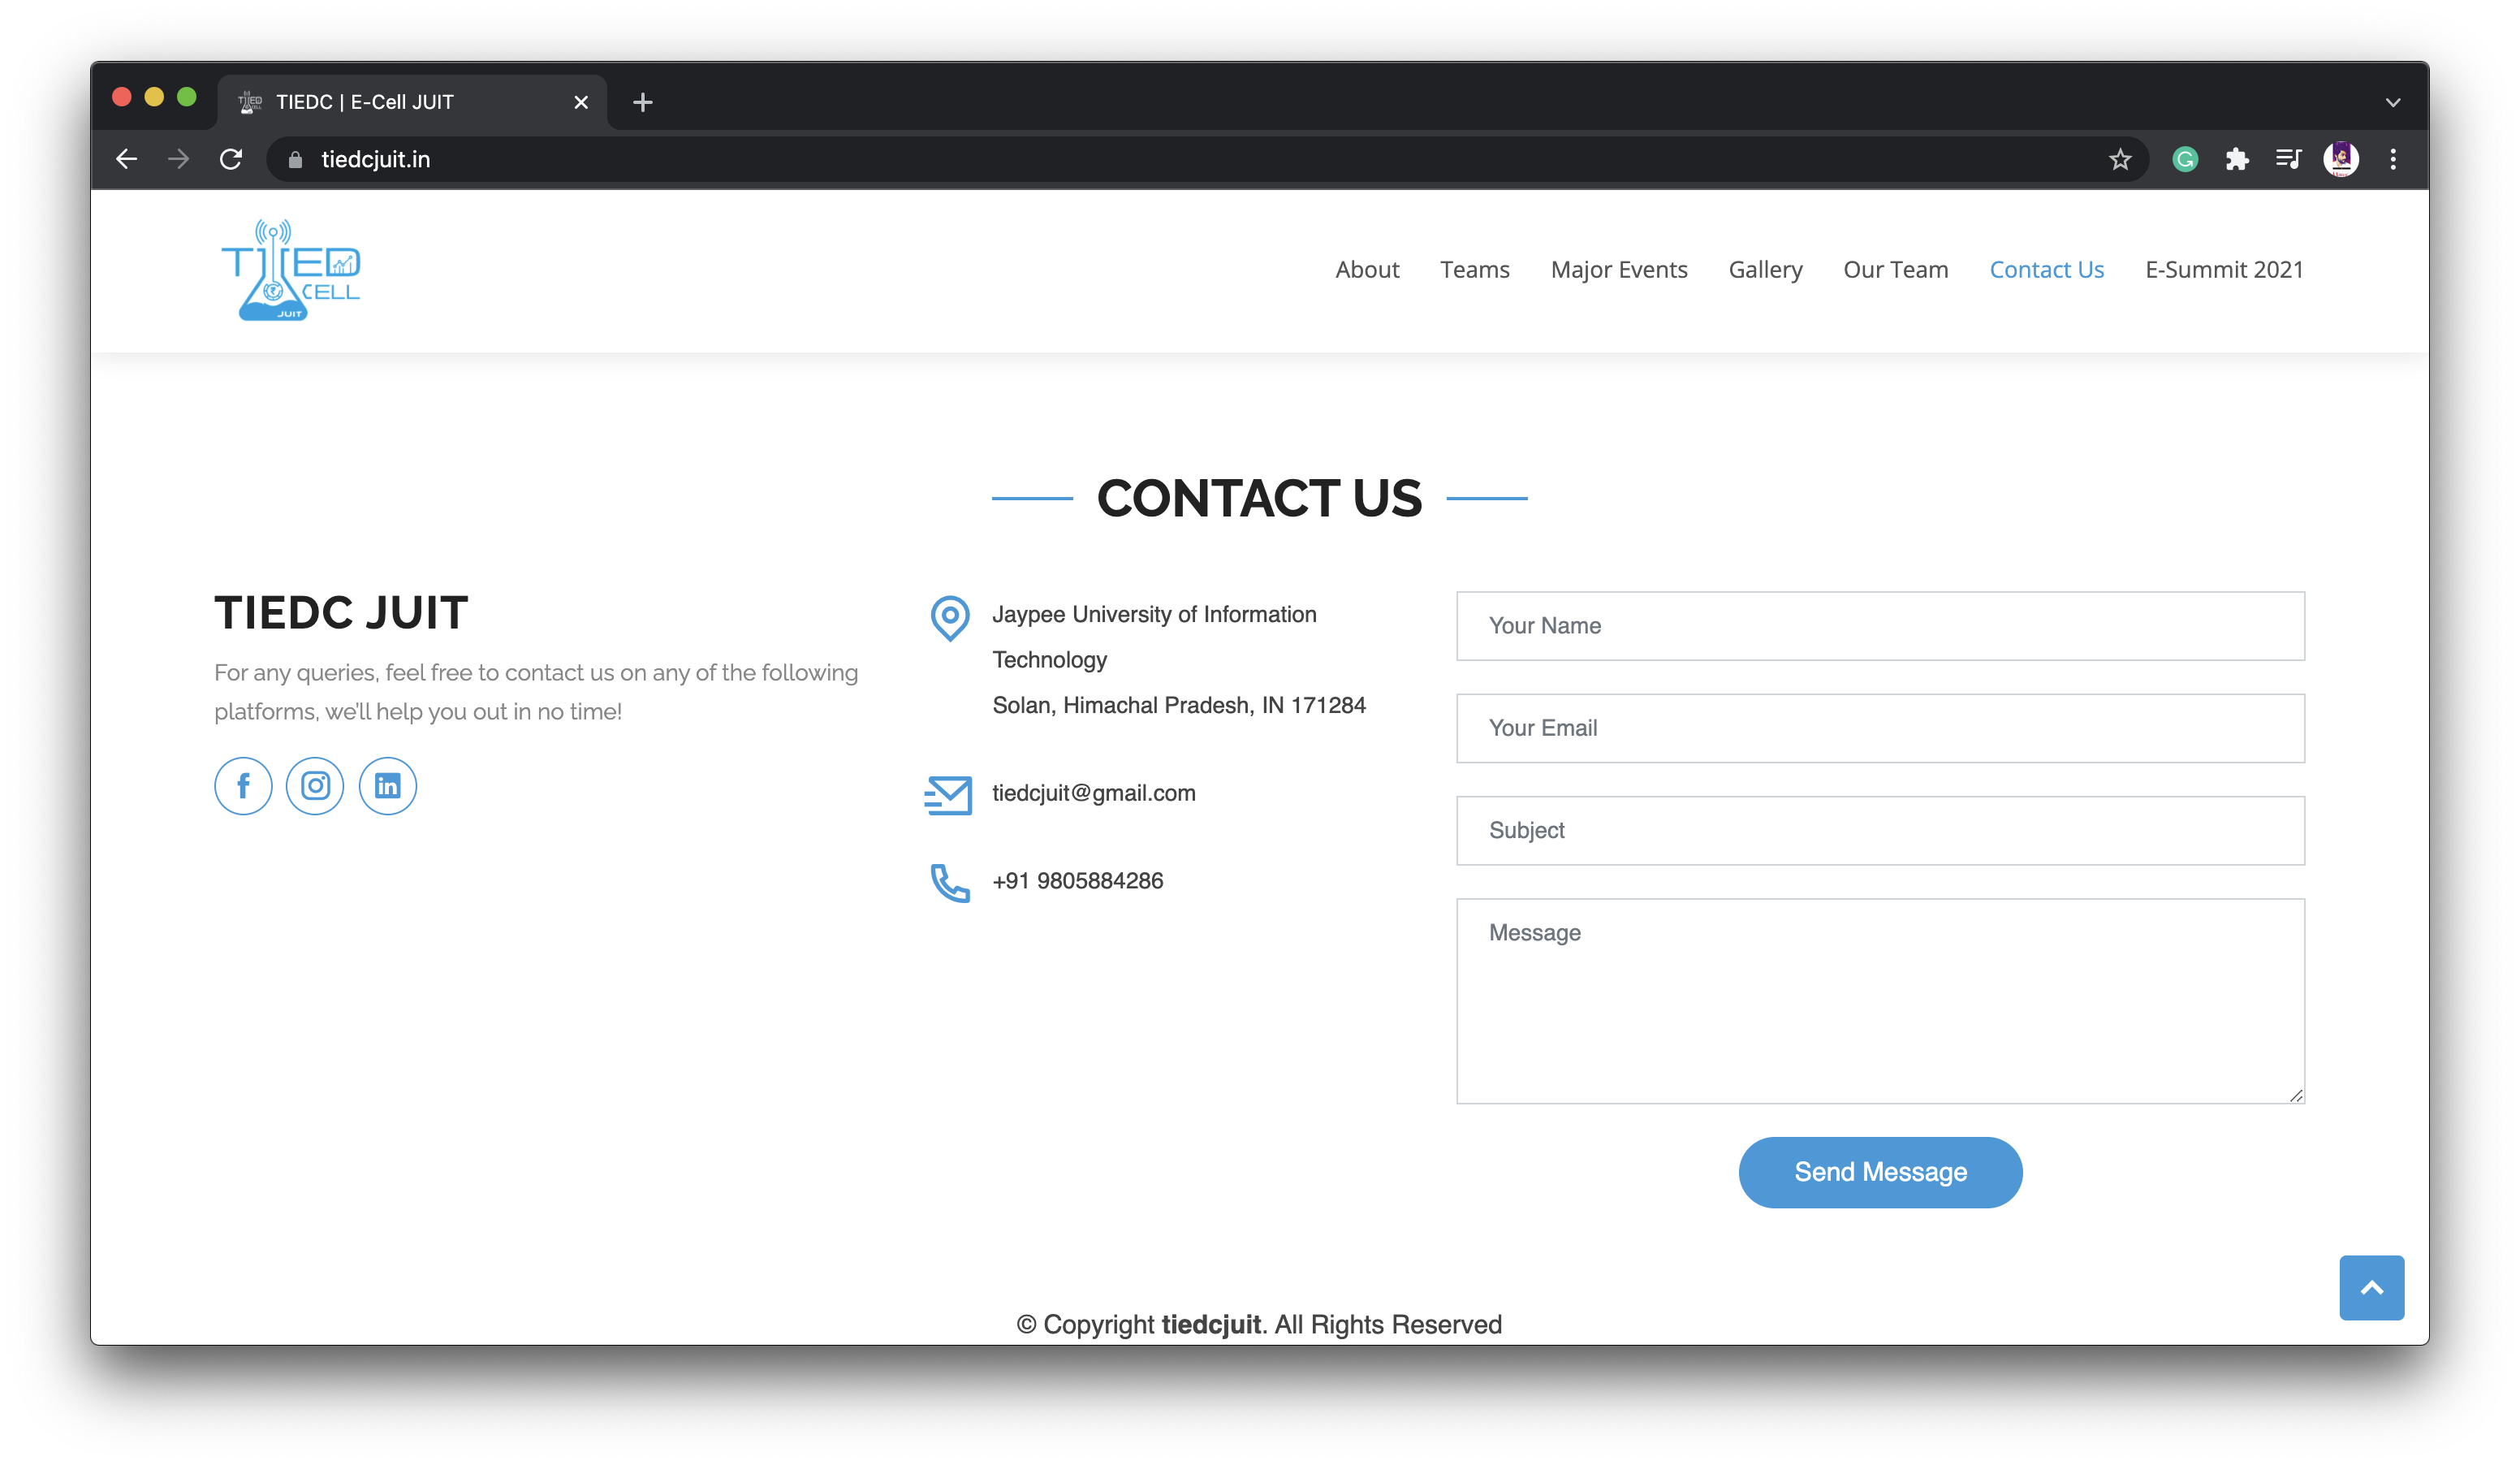 TIEDC | E-Cell JUIT
tiedcjuit.in
TIED
CELL
JUIT
About
Teams
Major Events
Gallery
Our Team
Contact Us
E-Summit 2021
CONTACT US
TIEDC JUIT
For any queries, feel free to contact us on any of the following
platforms, we'll help you out in no time!
Jaypee University of Information
Technology
Solan, Himachal Pradesh, IN 171284
tiedcjuit@gmail.com
+91 9805884286
Your Name
Your Email
Subject
Message
Send Message
© Copyright tiedcjuit. All Rights Reserved